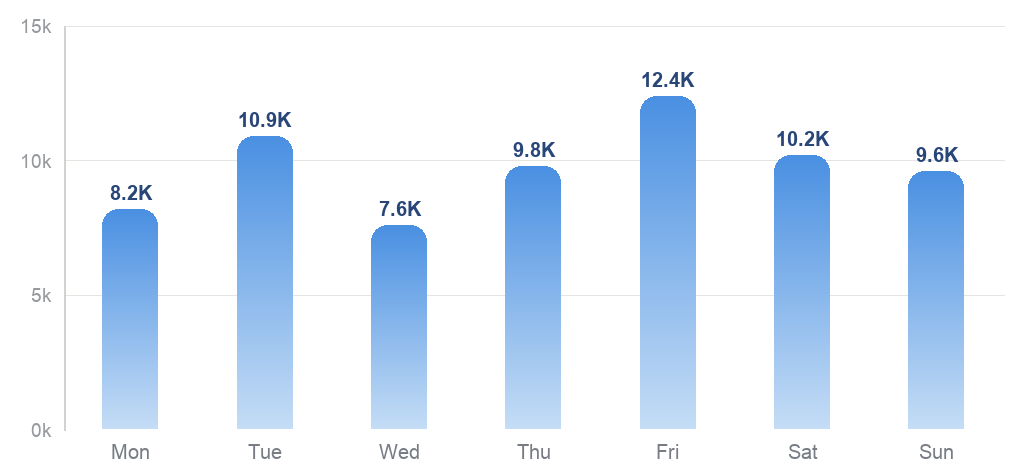 15k
12.4K
10.9K
10.2K
10k
9.8K
9.6K
8.2K
7.6K
5k
0k
Mon Tue Wed Thu Fri Sat Sun